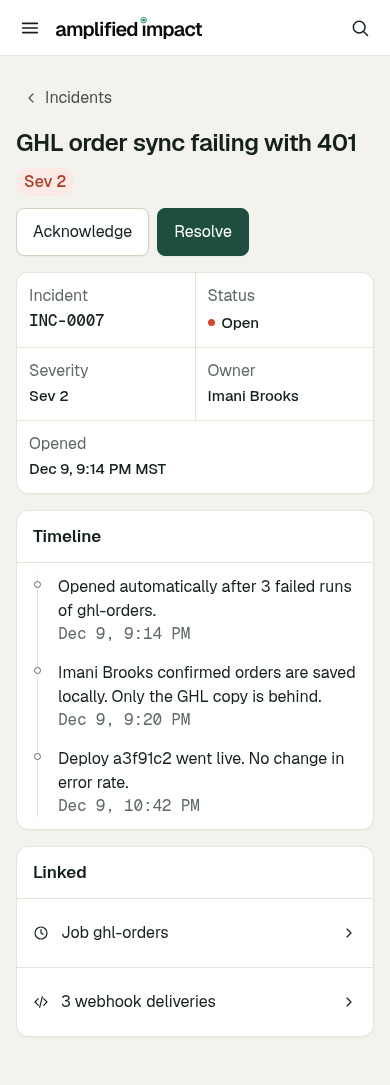 amplified impact
Incidents
GHL order sync failing with 401
Sev 2
Acknowledge
Resolve
Incident
INC-0007
Status
Open
Severity
Sev 2
Owner
Imani Brooks
Opened
Dec 9, 9:14 PM MST
Timeline
Opened automatically after 3 failed runs
of ghl-orders.
Dec 9, 9:14 PM
Imani Brooks confirmed orders are saved
locally. Only the GHL copy is behind.
Dec 9, 9:20 PM
Deploy a3f91c2 went live. No change in
error rate.
Dec 9, 10:42 PM
Linked
Job ghl-orders
3 webhook deliveries